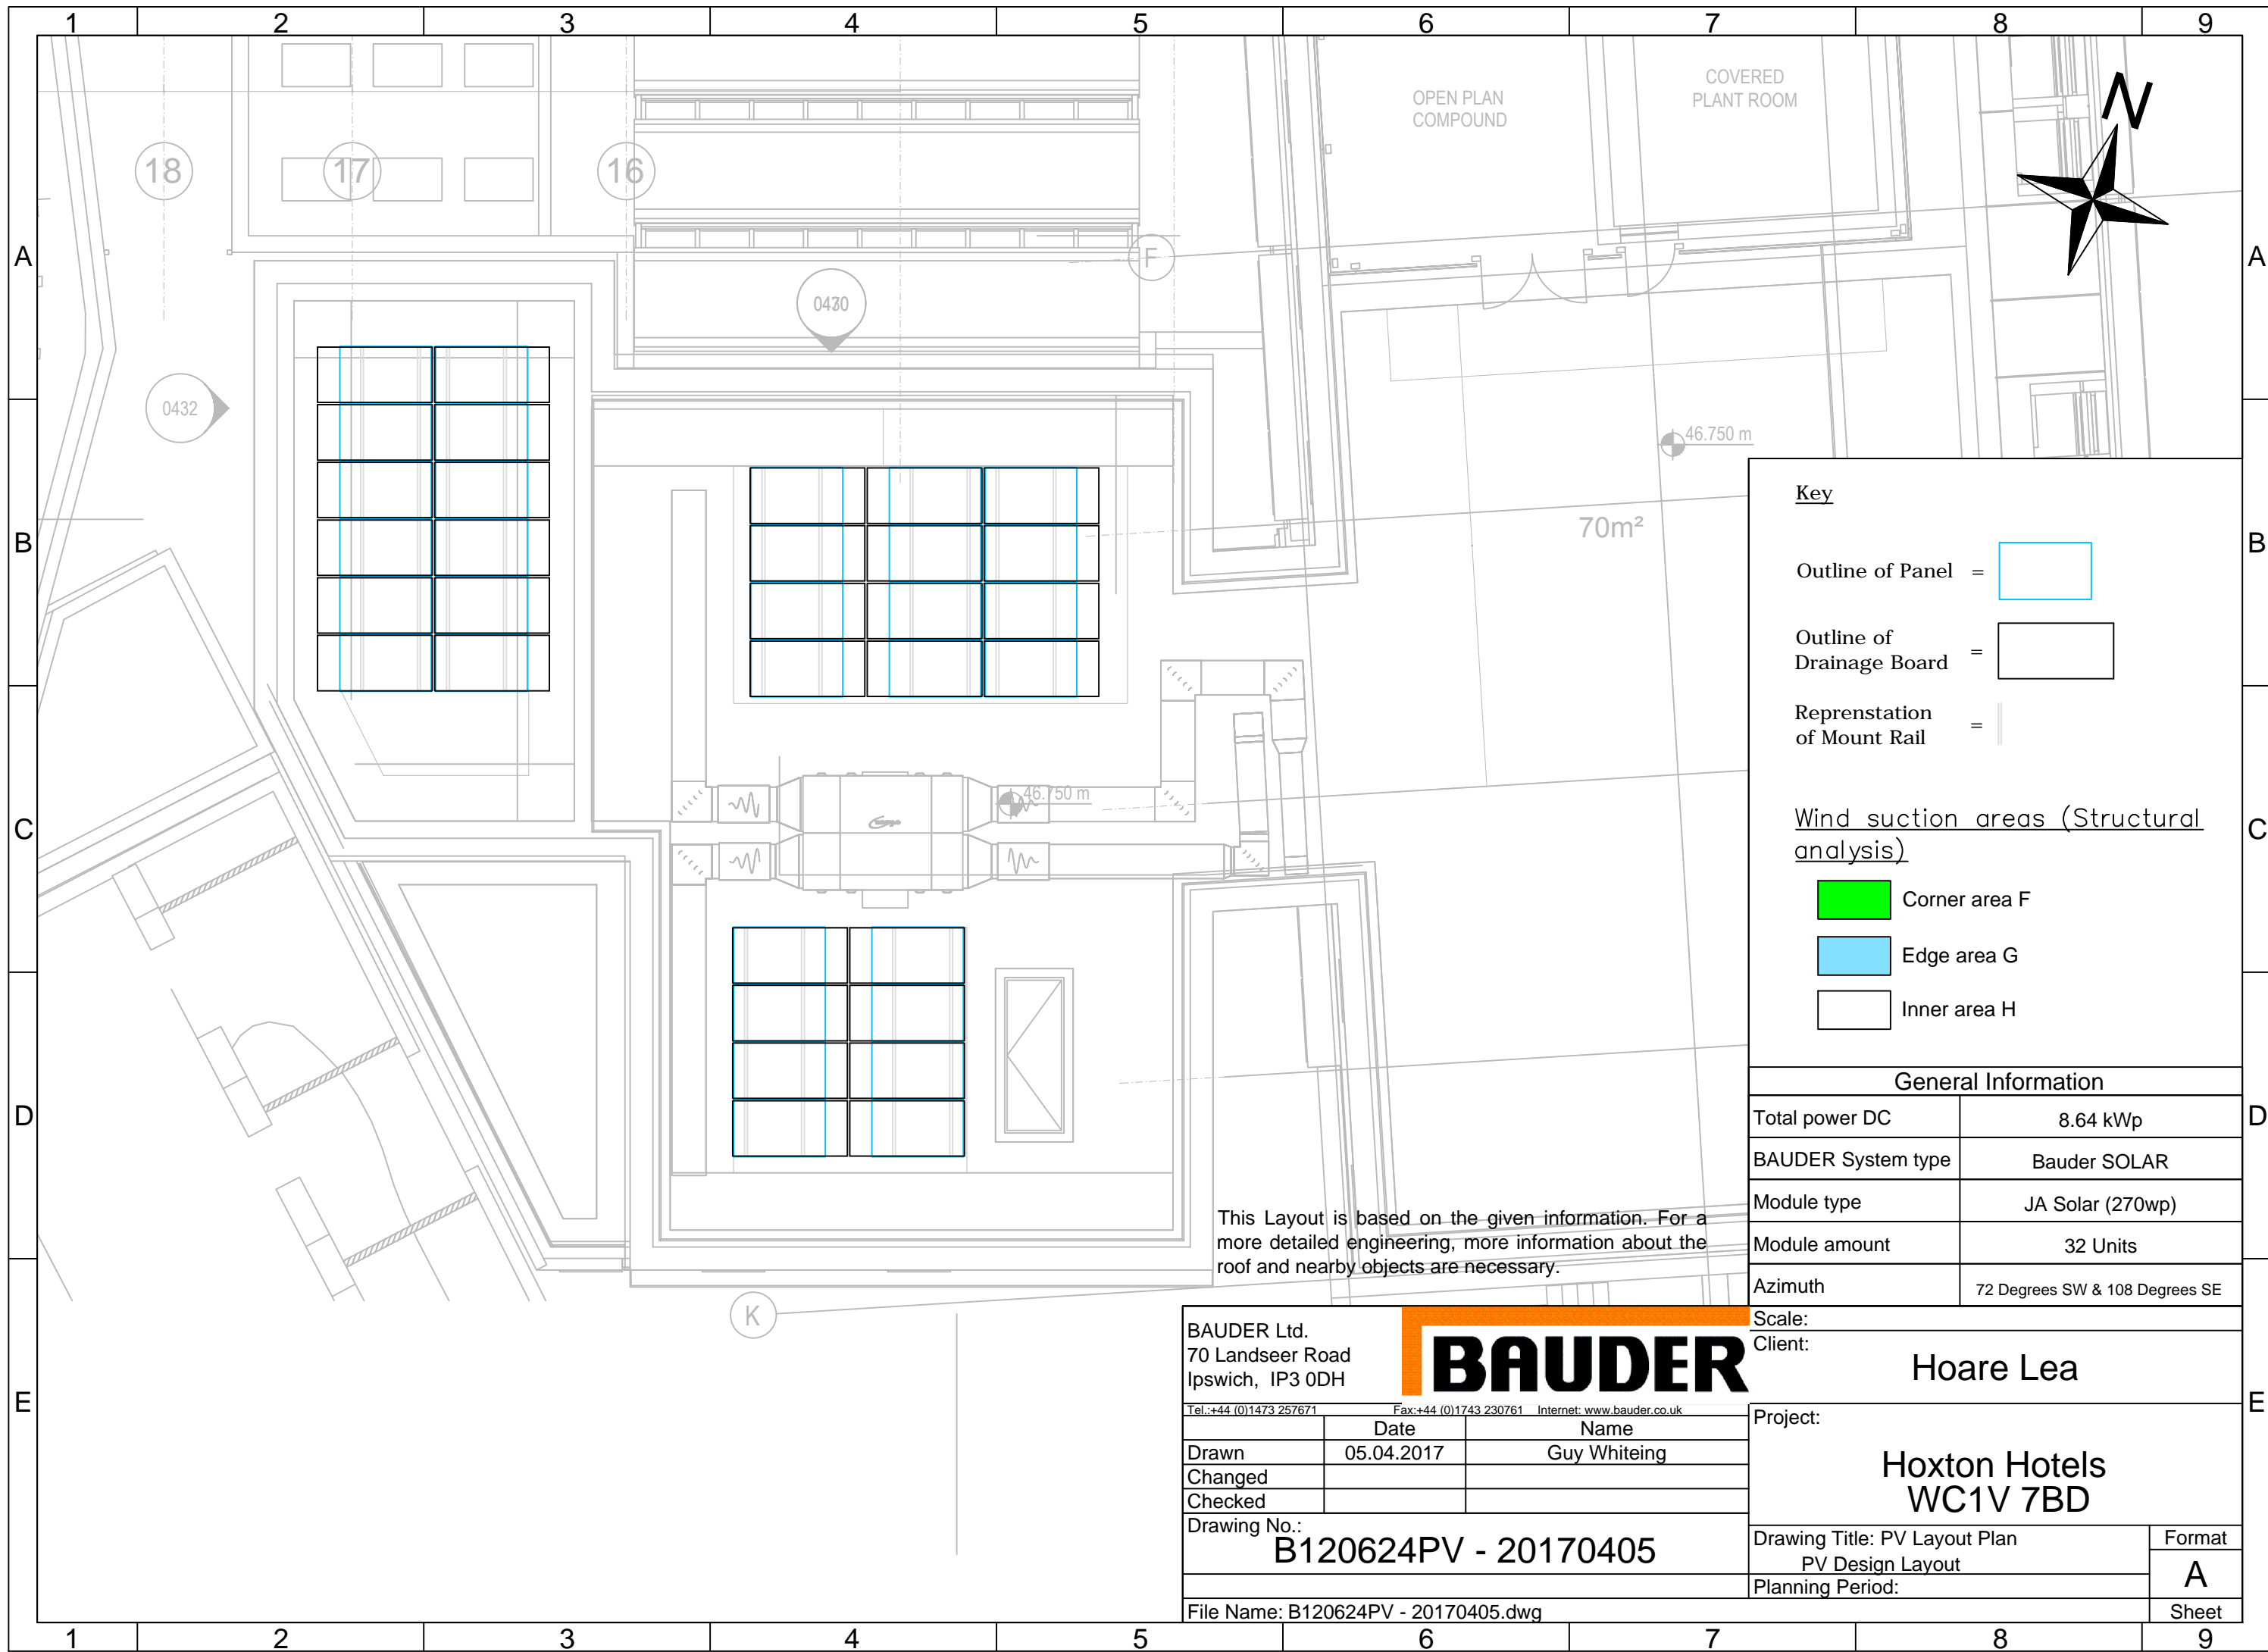 1 2 3 4 5 6 7 8 9
A
B
C
D
E
A
B
C
D
E
18
17
16
F
0432
OPEN PLAN
COMPOUND
COVERED
PLANT ROOM
N
46.750 m
70m²
46.750 m
K
Key
Outline of Panel =
Outline of
Drainage Board =
Reprenstation
of Mount Rail =
Wind suction areas (Structural
analysis)
Corner area F
Edge area G
Inner area H
General Information
Total power DC 8.64 kWp
BAUDER System type Bauder SOLAR
Module type JA Solar (270wp)
Module amount 32 Units
Azimuth 72 Degrees SW & 108 Degrees SE
This Layout is based on the given information. For a
more detailed engineering, more information about the
roof and nearby objects are necessary.
BAUDER Ltd.
70 Landseer Road
Ipswich, IP3 0DH
BAUDER
Tel.:+44 (0)1473 257671 Fax:+44 (0)1743 230761 Internet: www.bauder.co.uk
Date Name
Drawn 05.04.2017 Guy Whiteing
Changed
Checked
Drawing No.:
B120624PV - 20170405
File Name: B120624PV - 20170405.dwg
Scale:
Client:
Hoare Lea
Project:
Hoxton Hotels
WC1V 7BD
Drawing Title: PV Layout Plan
PV Design Layout
Planning Period:
Format
A
Sheet
1 2 3 4 5 6 7 8 9